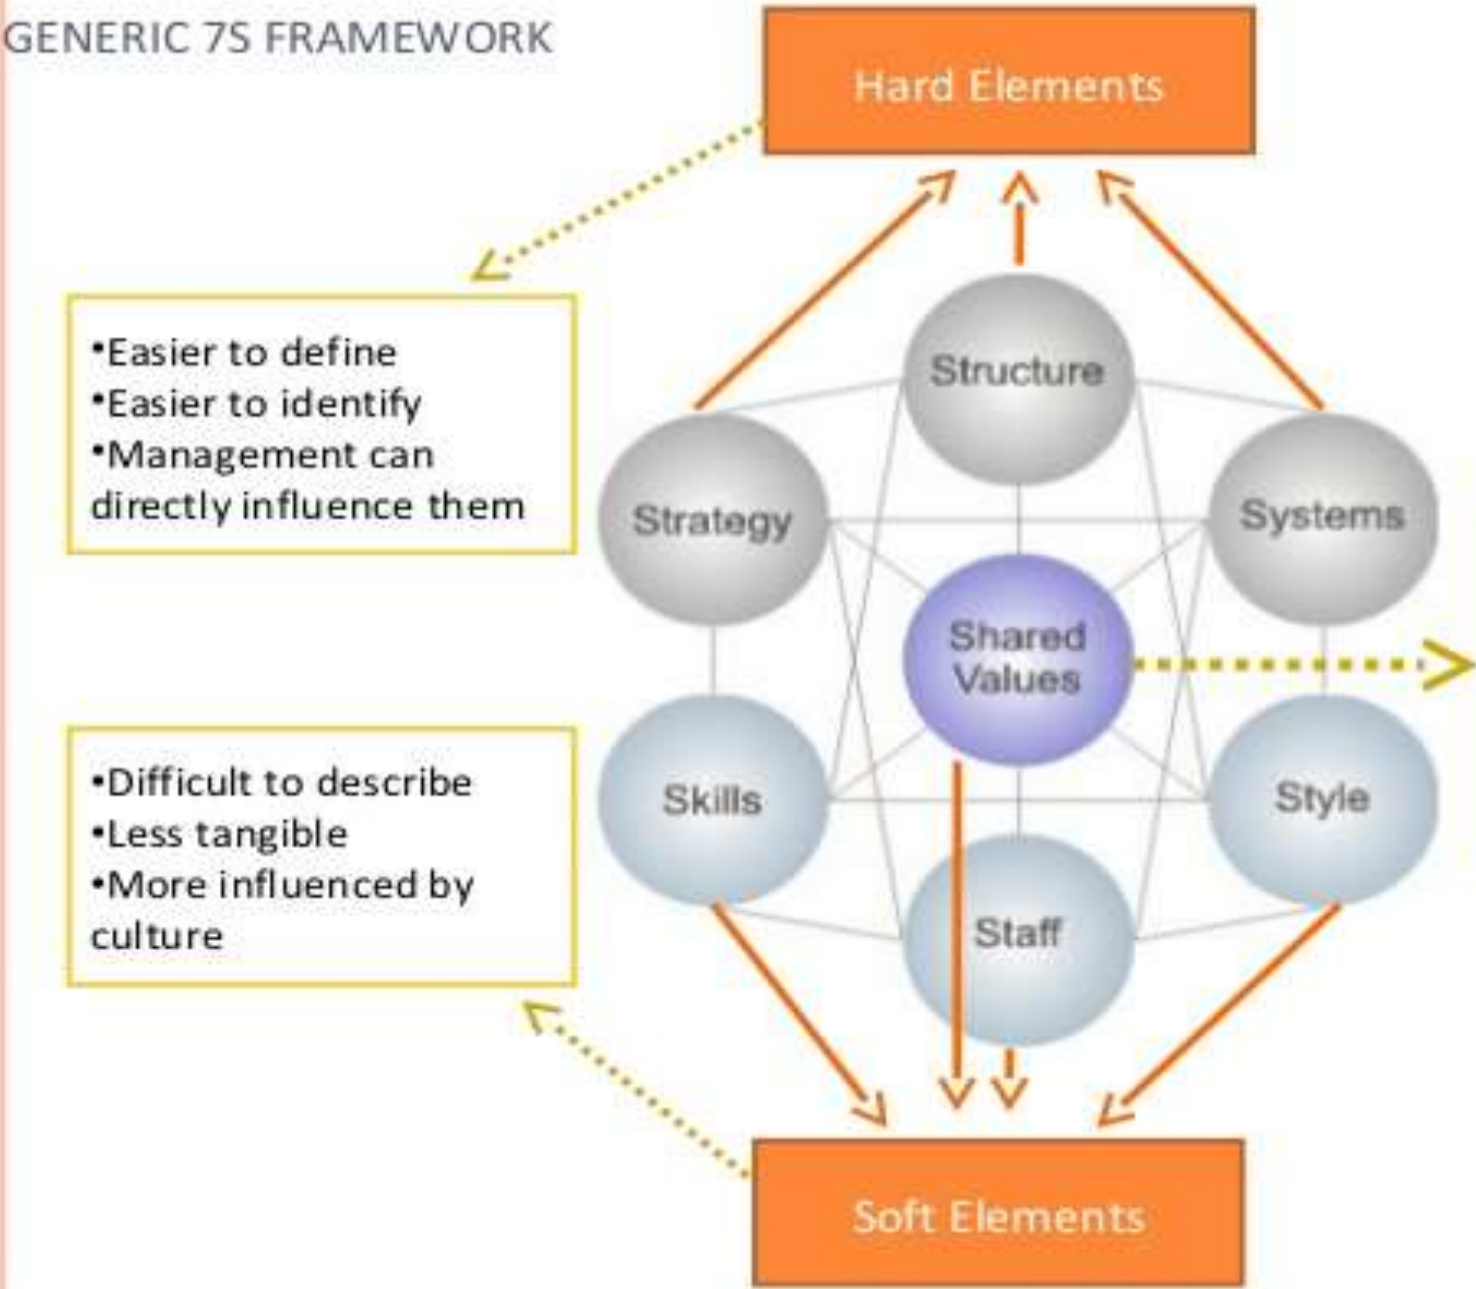 GENERIC 7S FRAMEWORK
Hard Elements
•Easier to define
•Easier to identify
•Management can
directly influence them
Structure
Strategy
Systems
Shared
Values
Skills
Style
Staff
•Difficult to describe
•Less tangible
•More influenced by
culture
Soft Elements